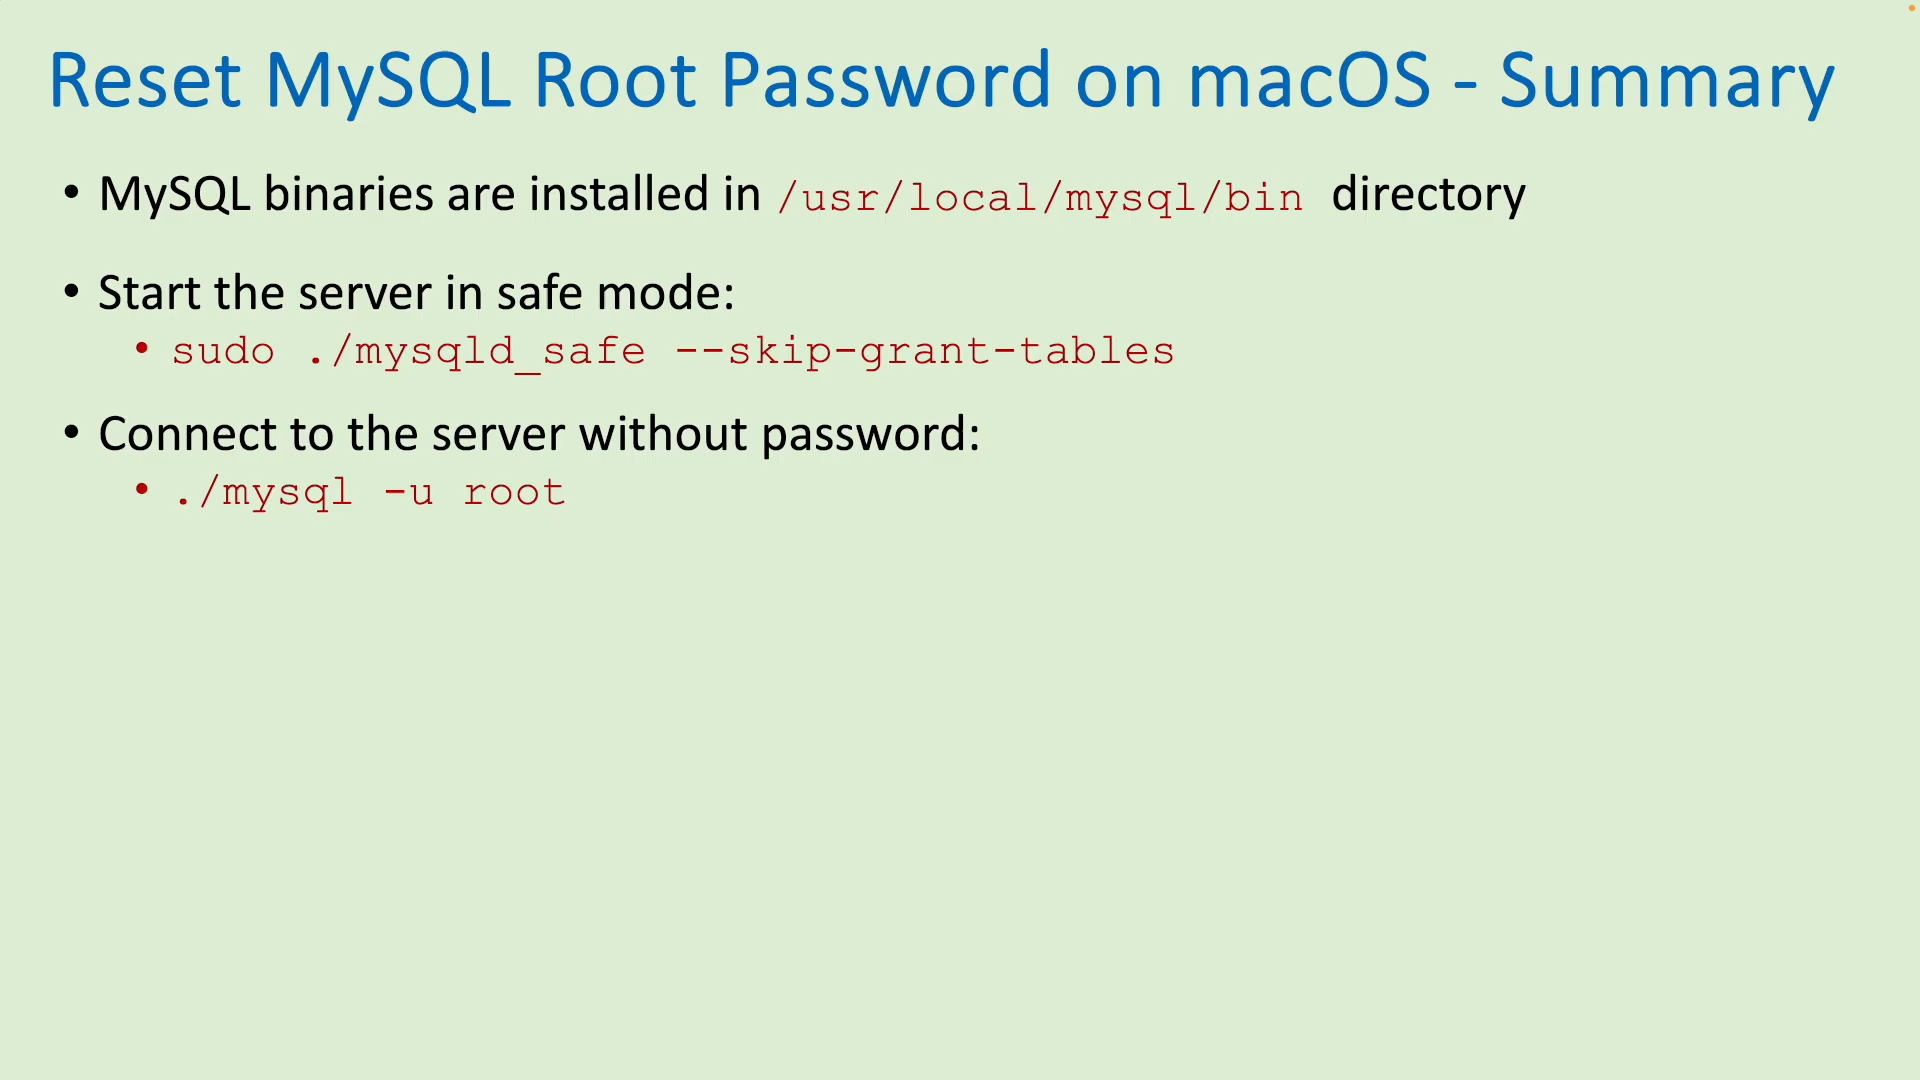 Reset MySQL Root Password on macOS - Summary
• MySQL binaries are installed in /usr/local/mysql/bin directory
• Start the server in safe mode:
• sudo ./mysqld_safe --skip-grant-tables
• Connect to the server without password:
• ./mysql -u root